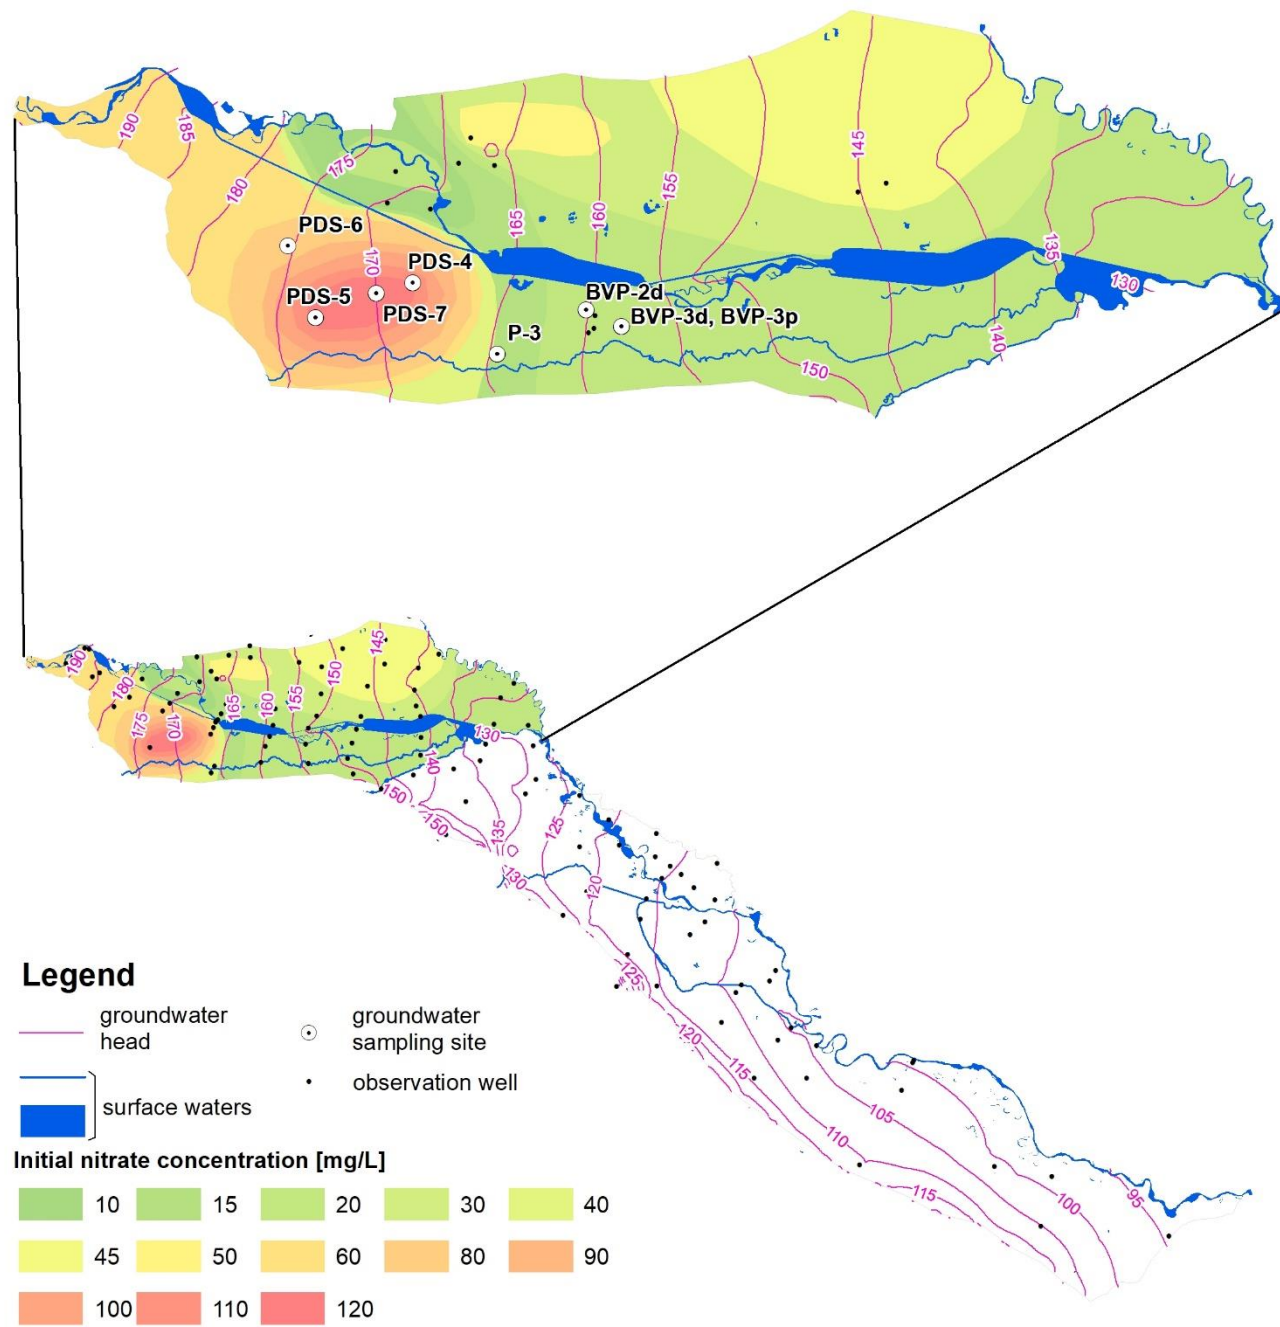 190
185
180
175
170
165
160
155
145
135
130
140
150
PDS-6
PDS-4
PDS-5
PDS-7
P-3
BVP-2d
BVP-3d, BVP-3p
190
180
175
170
165
160
155
150
145
130
140
150
150
135
125
130
120
125
120
115
110
105
115
100
95
Legend
groundwater
head
groundwater
sampling site
observation well
surface waters
Initial nitrate concentration [mg/L]
10 15 20 30 40
45 50 60 80 90
100 110 120